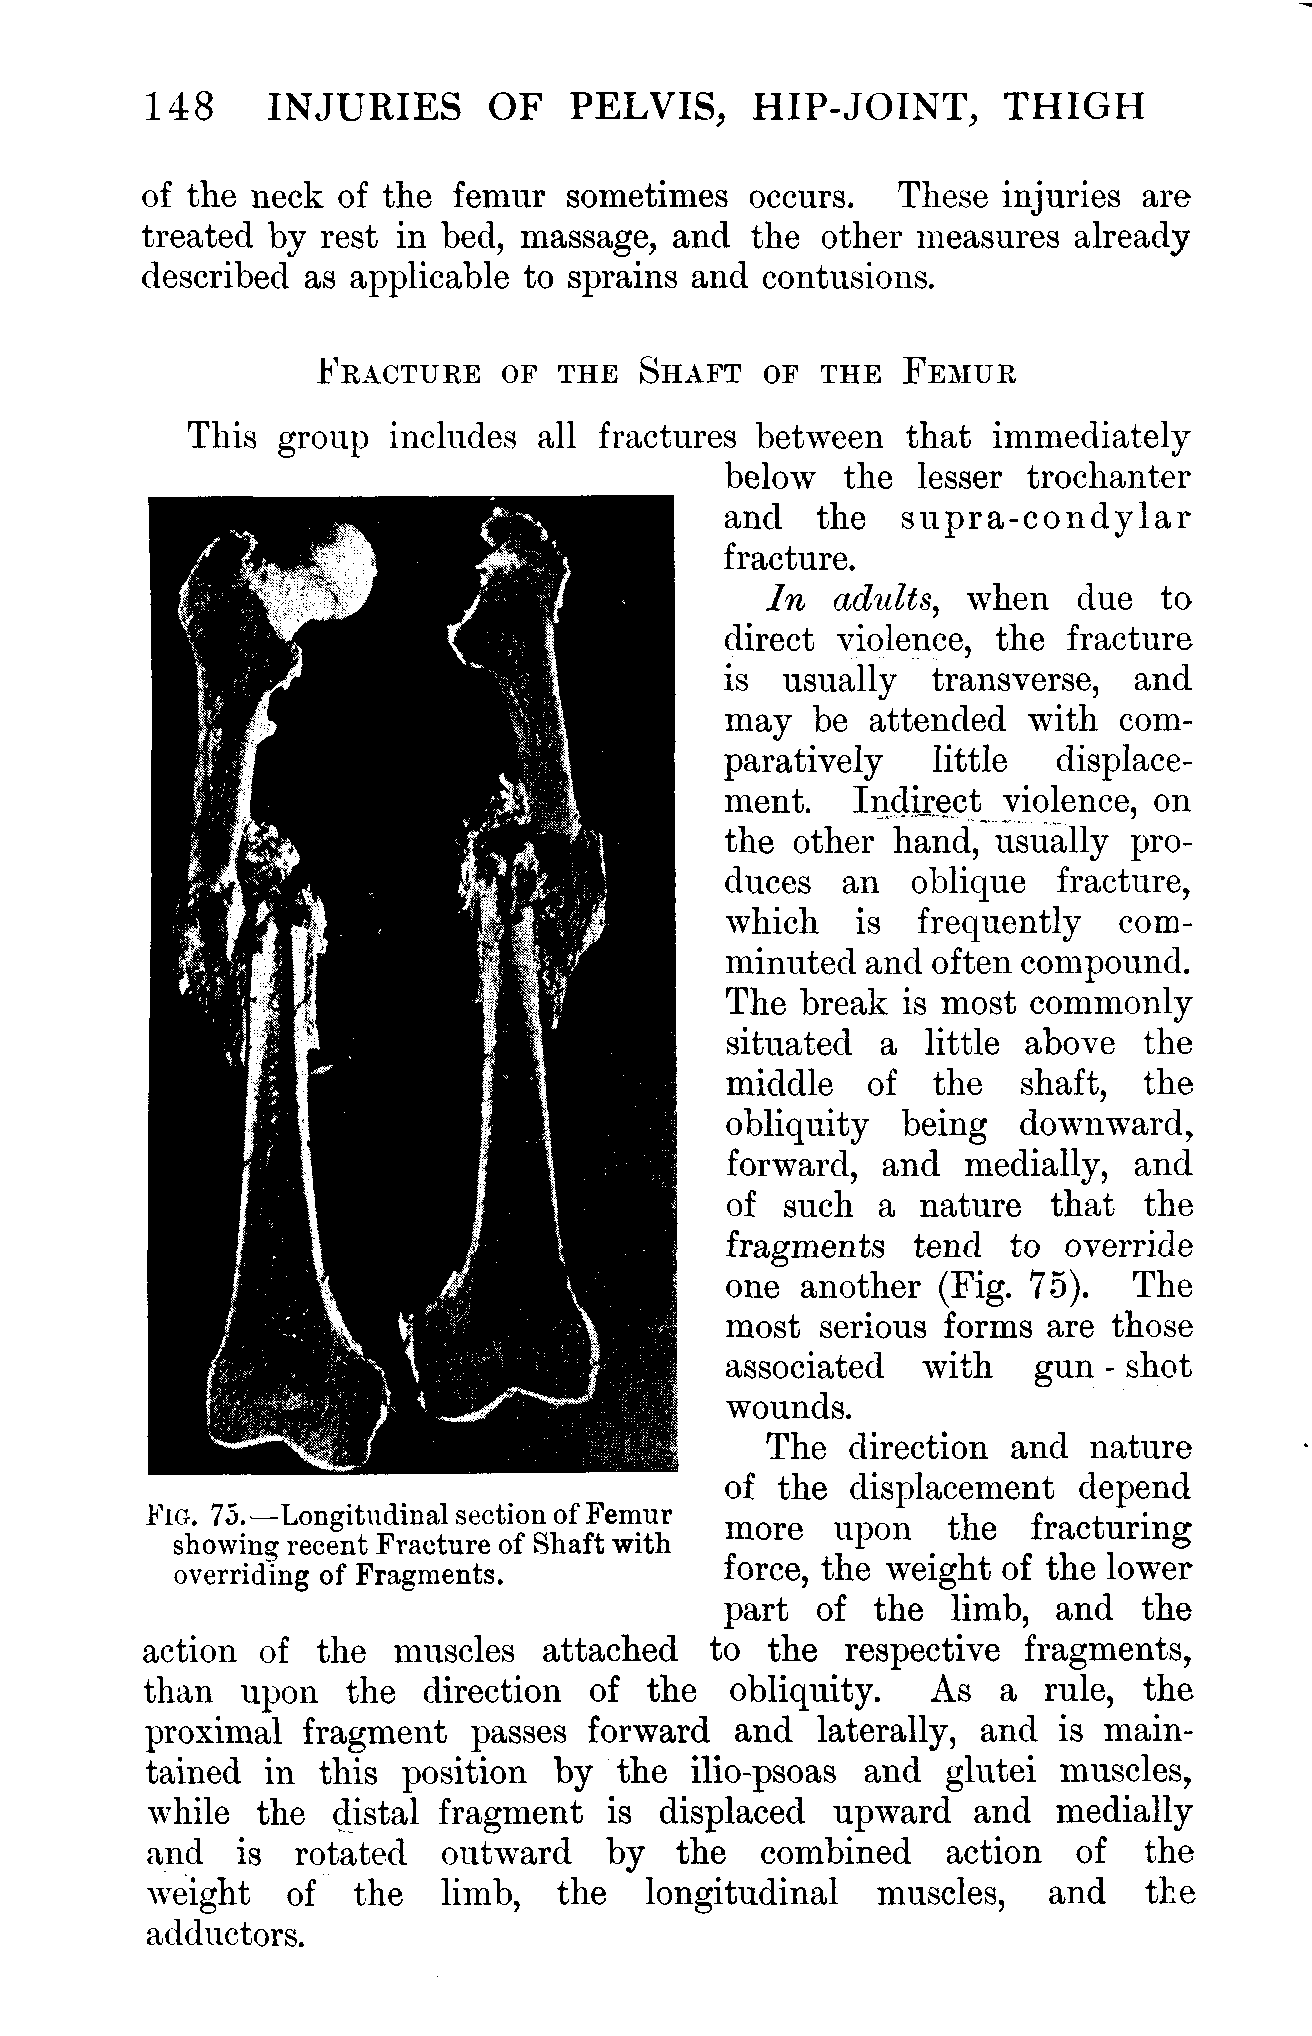 148 INJURIES OF PELVIS, HIP-JOINT, THIGH
of the neck of the femur sometimes occurs. These injuries are
treated by rest in bed, massage, and the other measures already
described as applicable to sprains and contusions.
FRACTURE OF THE SHAFT OF THE FEMUR
This group includes all fractures between that immediately
below the lesser trochanter
and the supra-condylar
fracture.
In adults, when due to
direct violence, the fracture
is usually transverse, and
may be attended with com-
paratively little displace-
ment. Indirect violence, on
the other hand, usually pro-
duces an oblique fracture,
which is frequently com-
minuted and often compound.
The break is most commonly
situated a little above the
middle of the shaft, the
obliquity being downward,
forward, and medially, and
of such a nature that the
fragments tend to override
one another (Fig. 75). The
most serious forms are those
associated with gun-shot
wounds.
The direction and nature
of the displacement depend
more upon the fracturing
force, the weight of the lower
part of the limb, and the
FIG. 75.—Longitudinal section of Femur
showing recent Fracture of Shaft with
overriding of Fragments.
action of the muscles attached to the respective fragments,
than upon the direction of the obliquity. As a rule, the
proximal fragment passes forward and laterally, and is main-
tained in this position by the ilio-psoas and glutei muscles,
while the distal fragment is displaced upward and medially
and is rotated outward by the combined action of the
weight of the limb, the longitudinal muscles, and the
adductors.